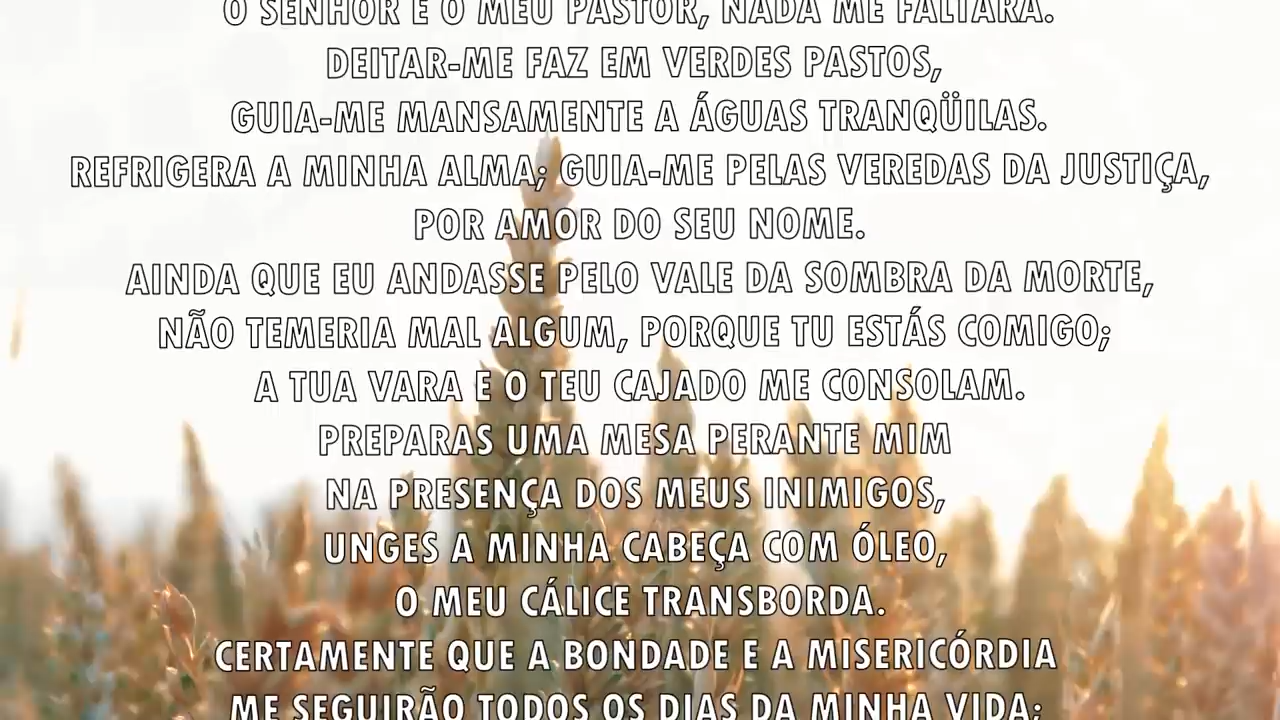 O SENHOR É O MEU PASTOR, NADA ME FALTARÁ.
DEITAR-ME FAZ EM VERDES PASTOS,
GUIA-ME MANSAMENTE A ÁGUAS TRANQÜILAS.
REFRIGERA A MINHA ALMA; GUIA-ME PELAS VEREDAS DA JUSTIÇA,
POR AMOR DO SEU NOME.
AINDA QUE EU ANDASSE PELO VALE DA SOMBRA DA MORTE,
NÃO TEMERIA MAL ALGUM, PORQUE TU ESTÁS COMIGO;
A TUA VARA E O TEU CAJADO ME CONSOLAM.
PREPARAS UMA MESA PERANTE MIM
NA PRESENÇA DOS MEUS INIMIGOS,
UNGES A MINHA CABEÇA COM ÓLEO,
O MEU CÁLICE TRANSBORDA.
CERTAMENTE QUE A BONDADE E A MISERICÓRDIA
ME SEGUIRÃO TODOS OS DIAS DA MINHA VIDA;